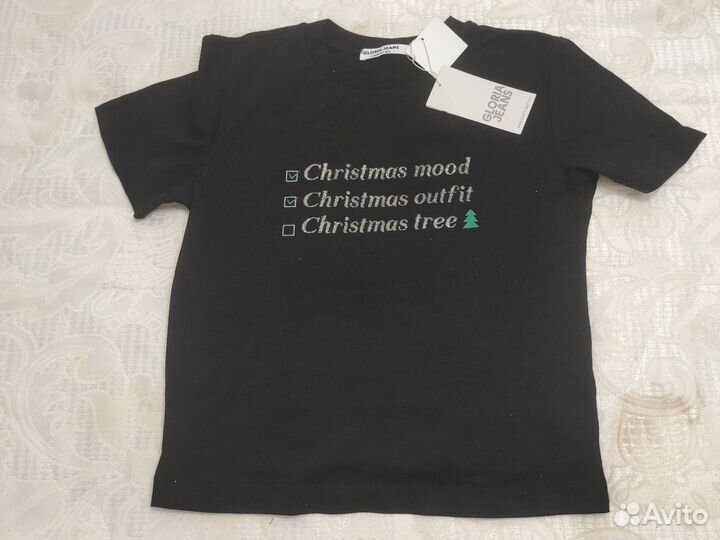 GLORIA JEANS
GLORIA
JEANS
Christmas mood
Christmas outfit
Christmas tree
Avito